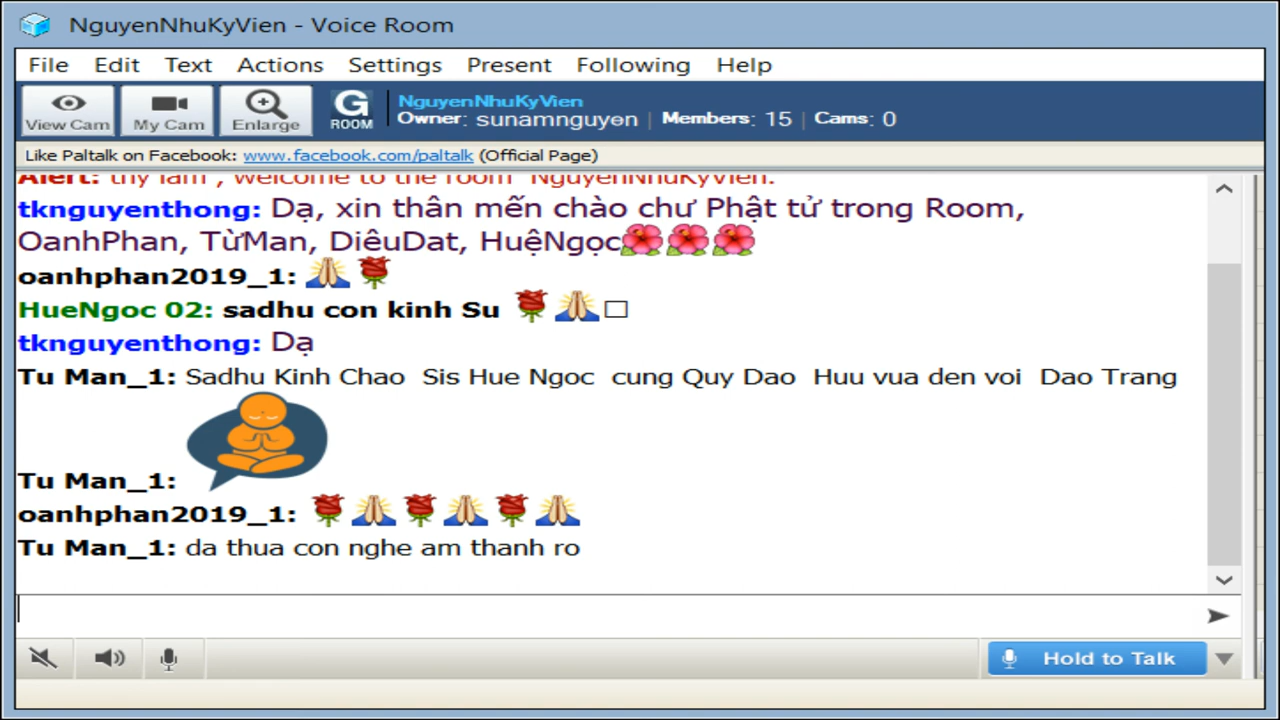 NguyenNhuKyVien - Voice Room
File Edit Text Actions Settings Present Following Help
View Cam My Cam Enlarge G ROOM
NguyenNhuKyVien
Owner: sunamnguyen | Members: 15 | Cams: 0
Like Paltalk on Facebook: www.facebook.com/paltalk (Official Page)
Alert: thy lam , welcome to the room "NguyenNhuKyVien.
tknguyenthong: Dạ, xin thân mến chào chư Phật tử trong Room,
OanhPhan, TừMan, DiêuDat, HuệNgọc🌺🌺🌺
oanhphan2019_1: 🙏🌹
HueNgoc 02: sadhu con kinh Su 🌹🙏□
tknguyenthong: Dạ
Tu Man_1: Sadhu Kinh Chao Sis Hue Ngoc cung Quy Dao Huu vua den voi Dao Trang
Tu Man_1:
oanhphan2019_1: 🌹🙏🌹🙏🌹🙏
Tu Man_1: da thua con nghe am thanh ro
Hold to Talk